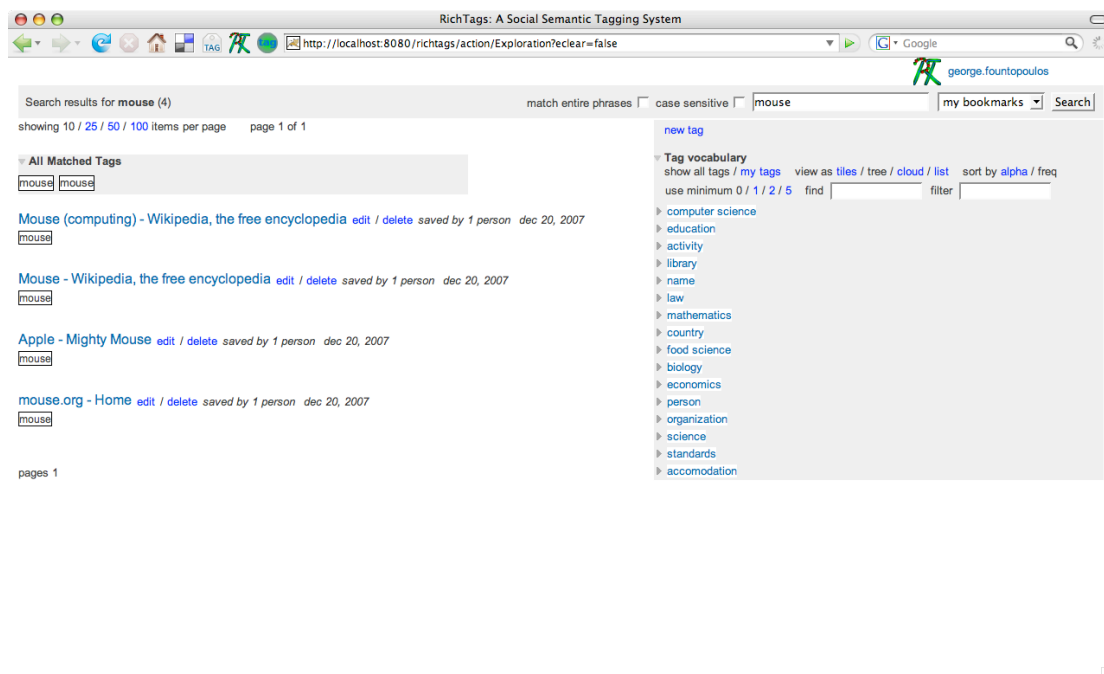 RichTags: A Social Semantic Tagging System
TAG tag http://localhost:8080/richtags/action/Exploration?eclear=false G Google
george.fountopoulos
Search results for mouse (4) match entire phrases case sensitive mouse my bookmarks Search
showing 10 / 25 / 50 / 100 items per page page 1 of 1
All Matched Tags
mouse mouse
Mouse (computing) - Wikipedia, the free encyclopedia edit / delete saved by 1 person dec 20, 2007
mouse
Mouse - Wikipedia, the free encyclopedia edit / delete saved by 1 person dec 20, 2007
mouse
Apple - Mighty Mouse edit / delete saved by 1 person dec 20, 2007
mouse
mouse.org - Home edit / delete saved by 1 person dec 20, 2007
mouse
pages 1
new tag
Tag vocabulary
show all tags / my tags view as tiles / tree / cloud / list sort by alpha / freq
use minimum 0 / 1 / 2 / 5 find filter
computer science
education
activity
library
name
law
mathematics
country
food science
biology
economics
person
organization
science
standards
accomodation